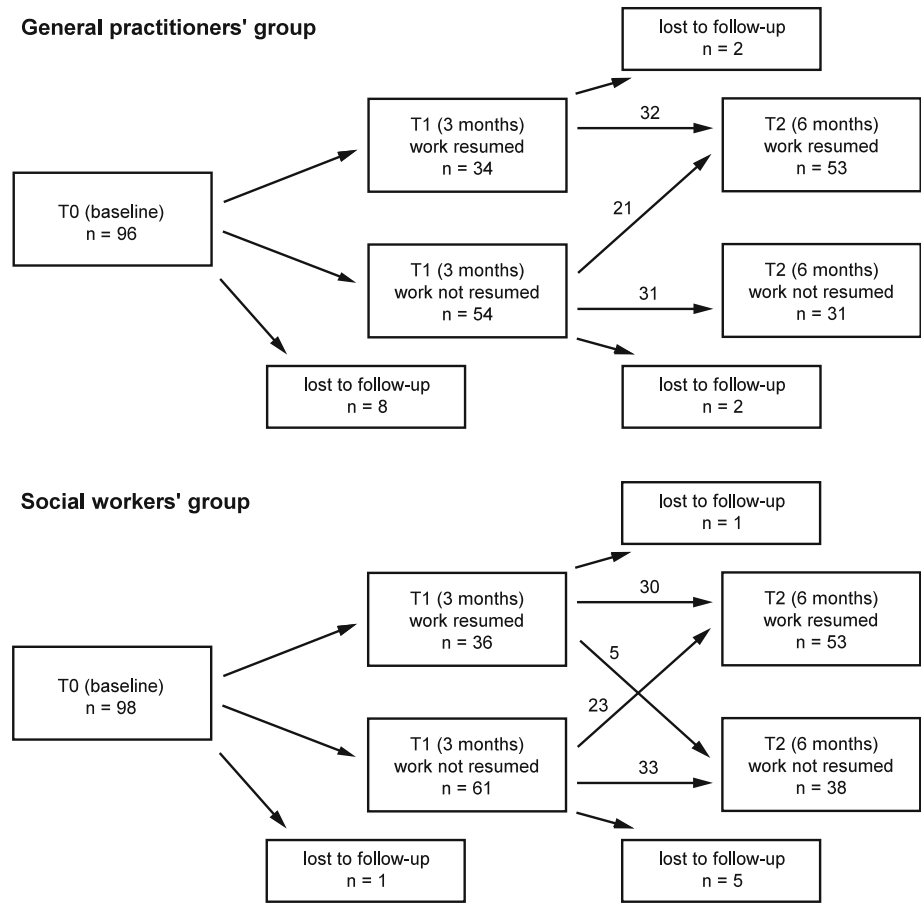 General practitioners' group
lost to follow-up
n = 2
T1 (3 months)
work resumed
n = 34
32
T2 (6 months)
work resumed
n = 53
T0 (baseline)
n = 96
21
T1 (3 months)
work not resumed
n = 54
31
T2 (6 months)
work not resumed
n = 31
lost to follow-up
n = 8
lost to follow-up
n = 2
Social workers' group
lost to follow-up
n = 1
T1 (3 months)
work resumed
n = 36
30
T2 (6 months)
work resumed
n = 53
5
T0 (baseline)
n = 98
23
T1 (3 months)
work not resumed
n = 61
33
T2 (6 months)
work not resumed
n = 38
lost to follow-up
n = 1
lost to follow-up
n = 5